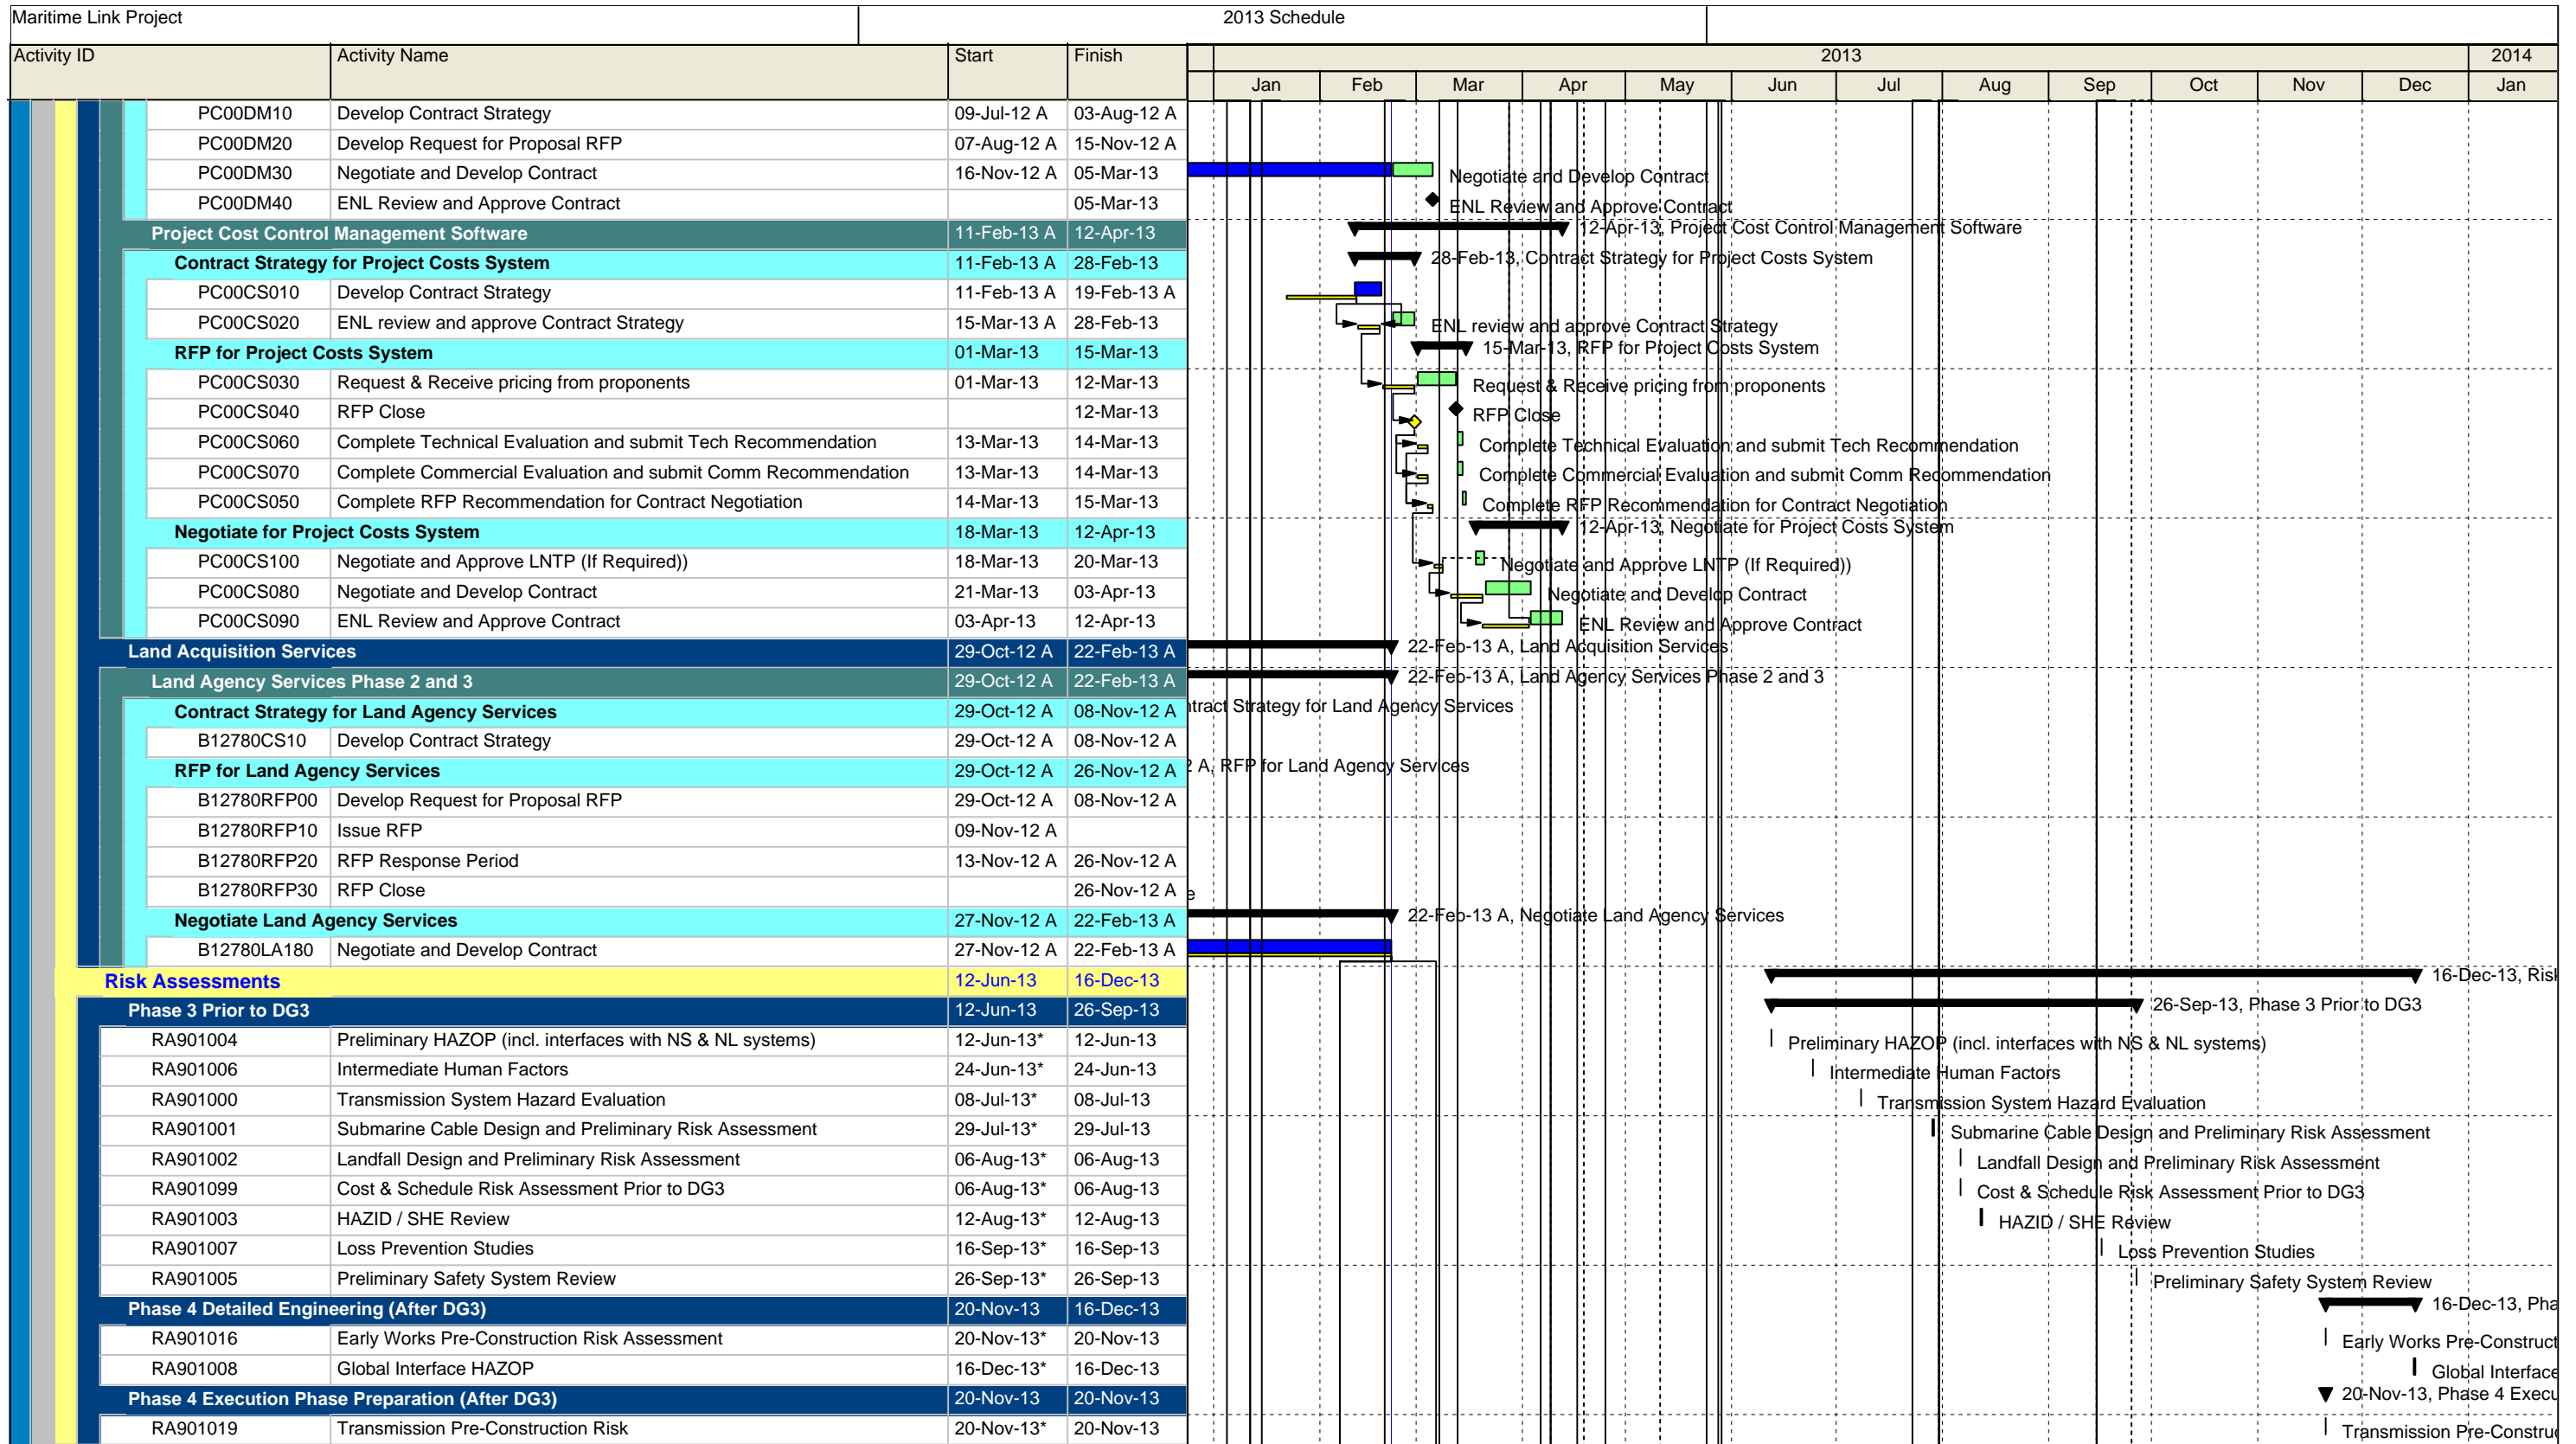 Maritime Link Project 2013 Schedule
Activity ID Activity Name Start Finish 2013 2014
Jan Feb Mar Apr May Jun Jul Aug Sep Oct Nov Dec Jan
PC00DM10 Develop Contract Strategy 09-Jul-12 A 03-Aug-12 A
PC00DM20 Develop Request for Proposal RFP 07-Aug-12 A 15-Nov-12 A
PC00DM30 Negotiate and Develop Contract 16-Nov-12 A 05-Mar-13 Negotiate and Develop Contract
PC00DM40 ENL Review and Approve Contract 05-Mar-13 ENL Review and Approve Contract
Project Cost Control Management Software 11-Feb-13 A 12-Apr-13 12-Apr-13, Project Cost Control Management Software
Contract Strategy for Project Costs System 11-Feb-13 A 28-Feb-13 28-Feb-13, Contract Strategy for Project Costs System
PC00CS010 Develop Contract Strategy 11-Feb-13 A 19-Feb-13 A
PC00CS020 ENL review and approve Contract Strategy 15-Mar-13 A 28-Feb-13 ENL review and approve Contract Strategy
RFP for Project Costs System 01-Mar-13 15-Mar-13 15-Mar-13, RFP for Project Costs System
PC00CS030 Request & Receive pricing from proponents 01-Mar-13 12-Mar-13 Request & Receive pricing from proponents
PC00CS040 RFP Close 12-Mar-13 RFP Close
PC00CS060 Complete Technical Evaluation and submit Tech Recommendation 13-Mar-13 14-Mar-13 Complete Technical Evaluation and submit Tech Recommendation
PC00CS070 Complete Commercial Evaluation and submit Comm Recommendation 13-Mar-13 14-Mar-13 Complete Commercial Evaluation and submit Comm Recommendation
PC00CS050 Complete RFP Recommendation for Contract Negotiation 14-Mar-13 15-Mar-13 Complete RFP Recommendation for Contract Negotiation
Negotiate for Project Costs System 18-Mar-13 12-Apr-13 12-Apr-13, Negotiate for Project Costs System
PC00CS100 Negotiate and Approve LNTP (If Required)) 18-Mar-13 20-Mar-13 Negotiate and Approve LNTP (If Required))
PC00CS080 Negotiate and Develop Contract 21-Mar-13 03-Apr-13 Negotiate and Develop Contract
PC00CS090 ENL Review and Approve Contract 03-Apr-13 12-Apr-13 ENL Review and Approve Contract
Land Acquisition Services 29-Oct-12 A 22-Feb-13 A 22-Feb-13 A, Land Acquisition Services
Land Agency Services Phase 2 and 3 29-Oct-12 A 22-Feb-13 A 22-Feb-13 A, Land Agency Services Phase 2 and 3
Contract Strategy for Land Agency Services 29-Oct-12 A 08-Nov-12 A tract Strategy for Land Agency Services
B12780CS10 Develop Contract Strategy 29-Oct-12 A 08-Nov-12 A
RFP for Land Agency Services 29-Oct-12 A 26-Nov-12 A 2 A, RFP for Land Agency Services
B12780RFP00 Develop Request for Proposal RFP 29-Oct-12 A 08-Nov-12 A
B12780RFP10 Issue RFP 09-Nov-12 A
B12780RFP20 RFP Response Period 13-Nov-12 A 26-Nov-12 A
B12780RFP30 RFP Close 26-Nov-12 A e
Negotiate Land Agency Services 27-Nov-12 A 22-Feb-13 A 22-Feb-13 A, Negotiate Land Agency Services
B12780LA180 Negotiate and Develop Contract 27-Nov-12 A 22-Feb-13 A
Risk Assessments 12-Jun-13 16-Dec-13 16-Dec-13, Risk
Phase 3 Prior to DG3 12-Jun-13 26-Sep-13 26-Sep-13, Phase 3 Prior to DG3
RA901004 Preliminary HAZOP (incl. interfaces with NS & NL systems) 12-Jun-13* 12-Jun-13 Preliminary HAZOP (incl. interfaces with NS & NL systems)
RA901006 Intermediate Human Factors 24-Jun-13* 24-Jun-13 Intermediate Human Factors
RA901000 Transmission System Hazard Evaluation 08-Jul-13* 08-Jul-13 Transmission System Hazard Evaluation
RA901001 Submarine Cable Design and Preliminary Risk Assessment 29-Jul-13* 29-Jul-13 Submarine Cable Design and Preliminary Risk Assessment
RA901002 Landfall Design and Preliminary Risk Assessment 06-Aug-13* 06-Aug-13 Landfall Design and Preliminary Risk Assessment
RA901099 Cost & Schedule Risk Assessment Prior to DG3 06-Aug-13* 06-Aug-13 Cost & Schedule Risk Assessment Prior to DG3
RA901003 HAZID / SHE Review 12-Aug-13* 12-Aug-13 HAZID / SHE Review
RA901007 Loss Prevention Studies 16-Sep-13* 16-Sep-13 Loss Prevention Studies
RA901005 Preliminary Safety System Review 26-Sep-13* 26-Sep-13 Preliminary Safety System Review
Phase 4 Detailed Engineering (After DG3) 20-Nov-13 16-Dec-13 16-Dec-13, Pha
RA901016 Early Works Pre-Construction Risk Assessment 20-Nov-13* 20-Nov-13 Early Works Pre-Construct
RA901008 Global Interface HAZOP 16-Dec-13* 16-Dec-13 Global Interface
Phase 4 Execution Phase Preparation (After DG3) 20-Nov-13 20-Nov-13 20-Nov-13, Phase 4 Execu
RA901019 Transmission Pre-Construction Risk 20-Nov-13* 20-Nov-13 Transmission Pre-Constru